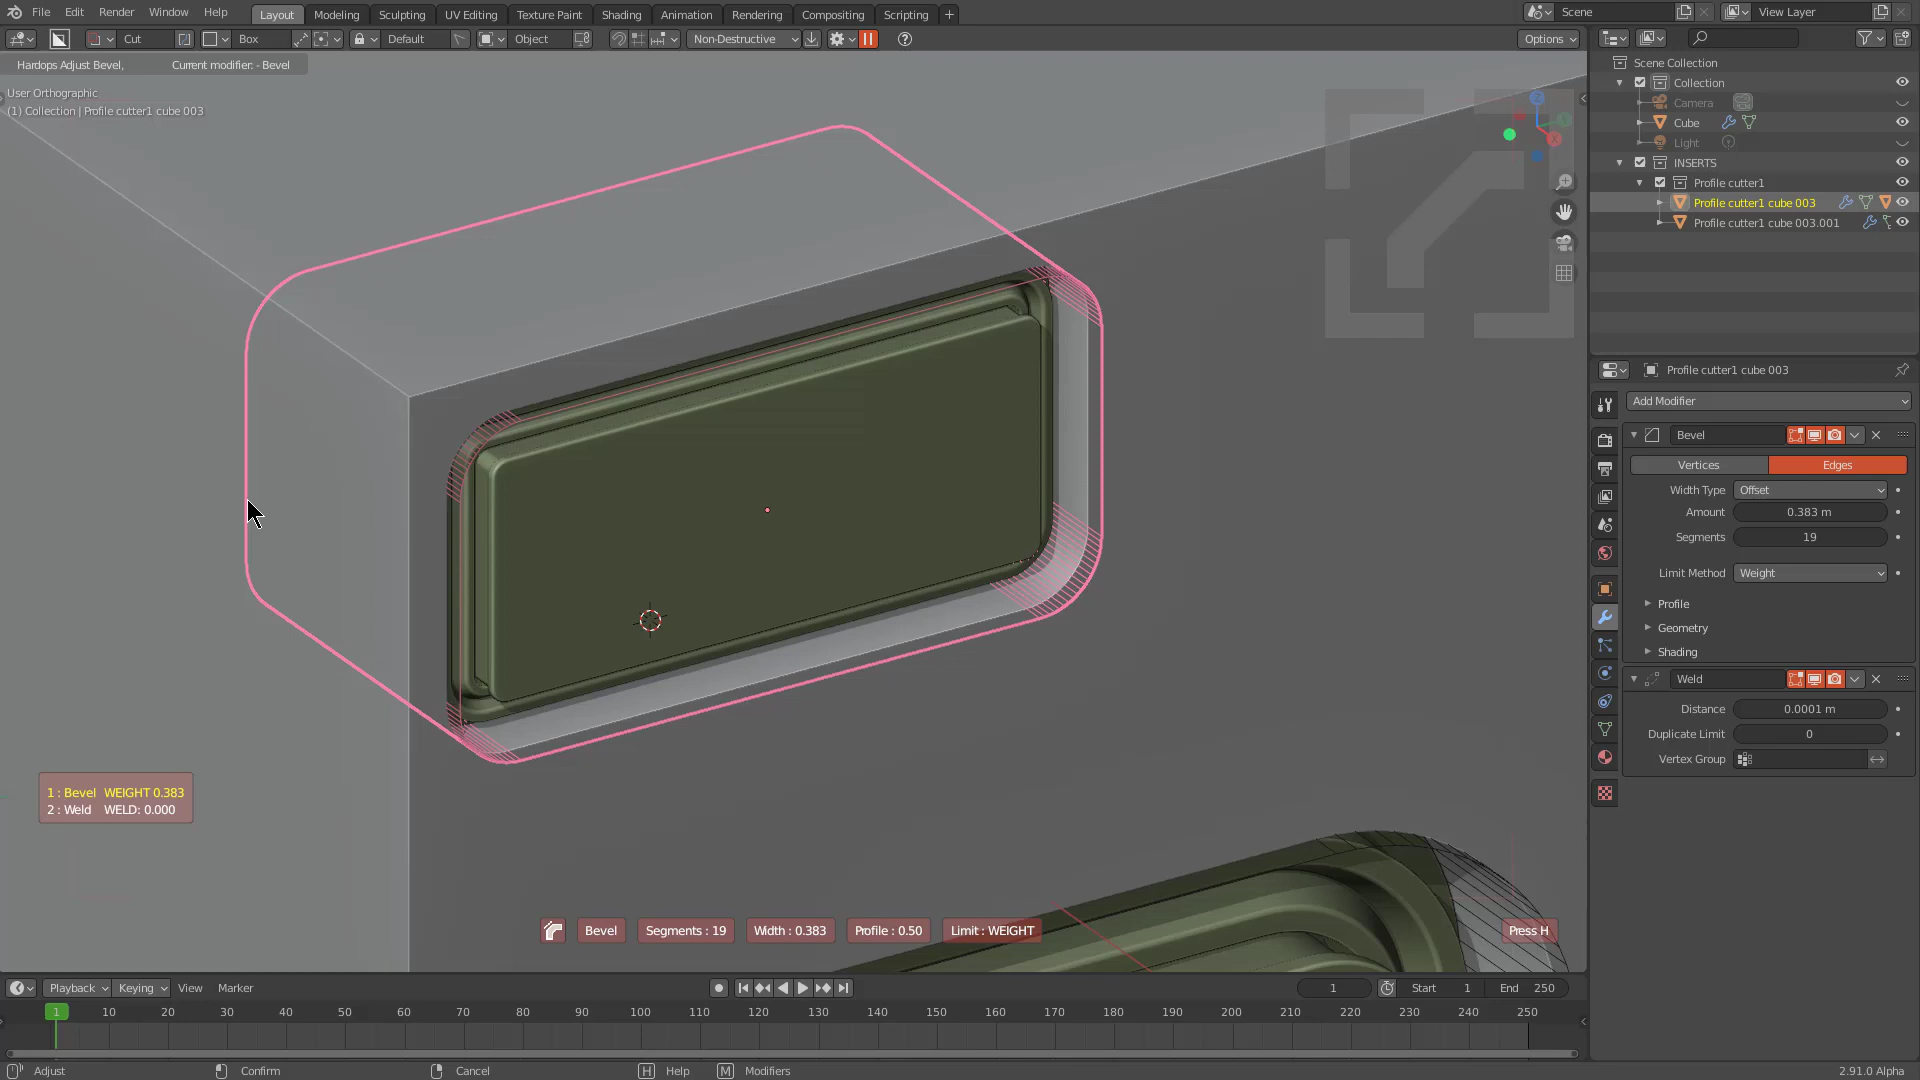 File Edit Render Window Help Layout Modeling Sculpting UV Editing Texture Paint Shading Animation Rendering Compositing Scripting Scene View Layer
Cut Box Default Object Non-Destructive Options
Hardops Adjust Bevel, Current modifier: - Bevel
User Orthographic
(1) Collection | Profile cutter1 cube 003
Z
Y
X
Scene Collection
Collection
Camera
Cube
Light
INSERTS
Profile cutter1
Profile cutter1 cube 003
Profile cutter1 cube 003.001
Profile cutter1 cube 003
Add Modifier
Bevel
Vertices Edges
Width Type Offset
Amount 0.383 m
Segments 19
Limit Method Weight
Profile
Geometry
Shading
Weld
Distance 0.0001 m
Duplicate Limit 0
Vertex Group
1 : Bevel WEIGHT 0.383
2 : Weld WELD: 0.000
Bevel Segments : 19 Width : 0.383 Profile : 0.50 Limit : WEIGHT Press H
Playback Keying View Marker 1 Start 1 End 250
1 10 20 30 40 50 60 70 80 90 100 110 120 130 140 150 160 170 180 190 200 210 220 230 240 250
Adjust Confirm Cancel H Help M Modifiers 2.91.0 Alpha